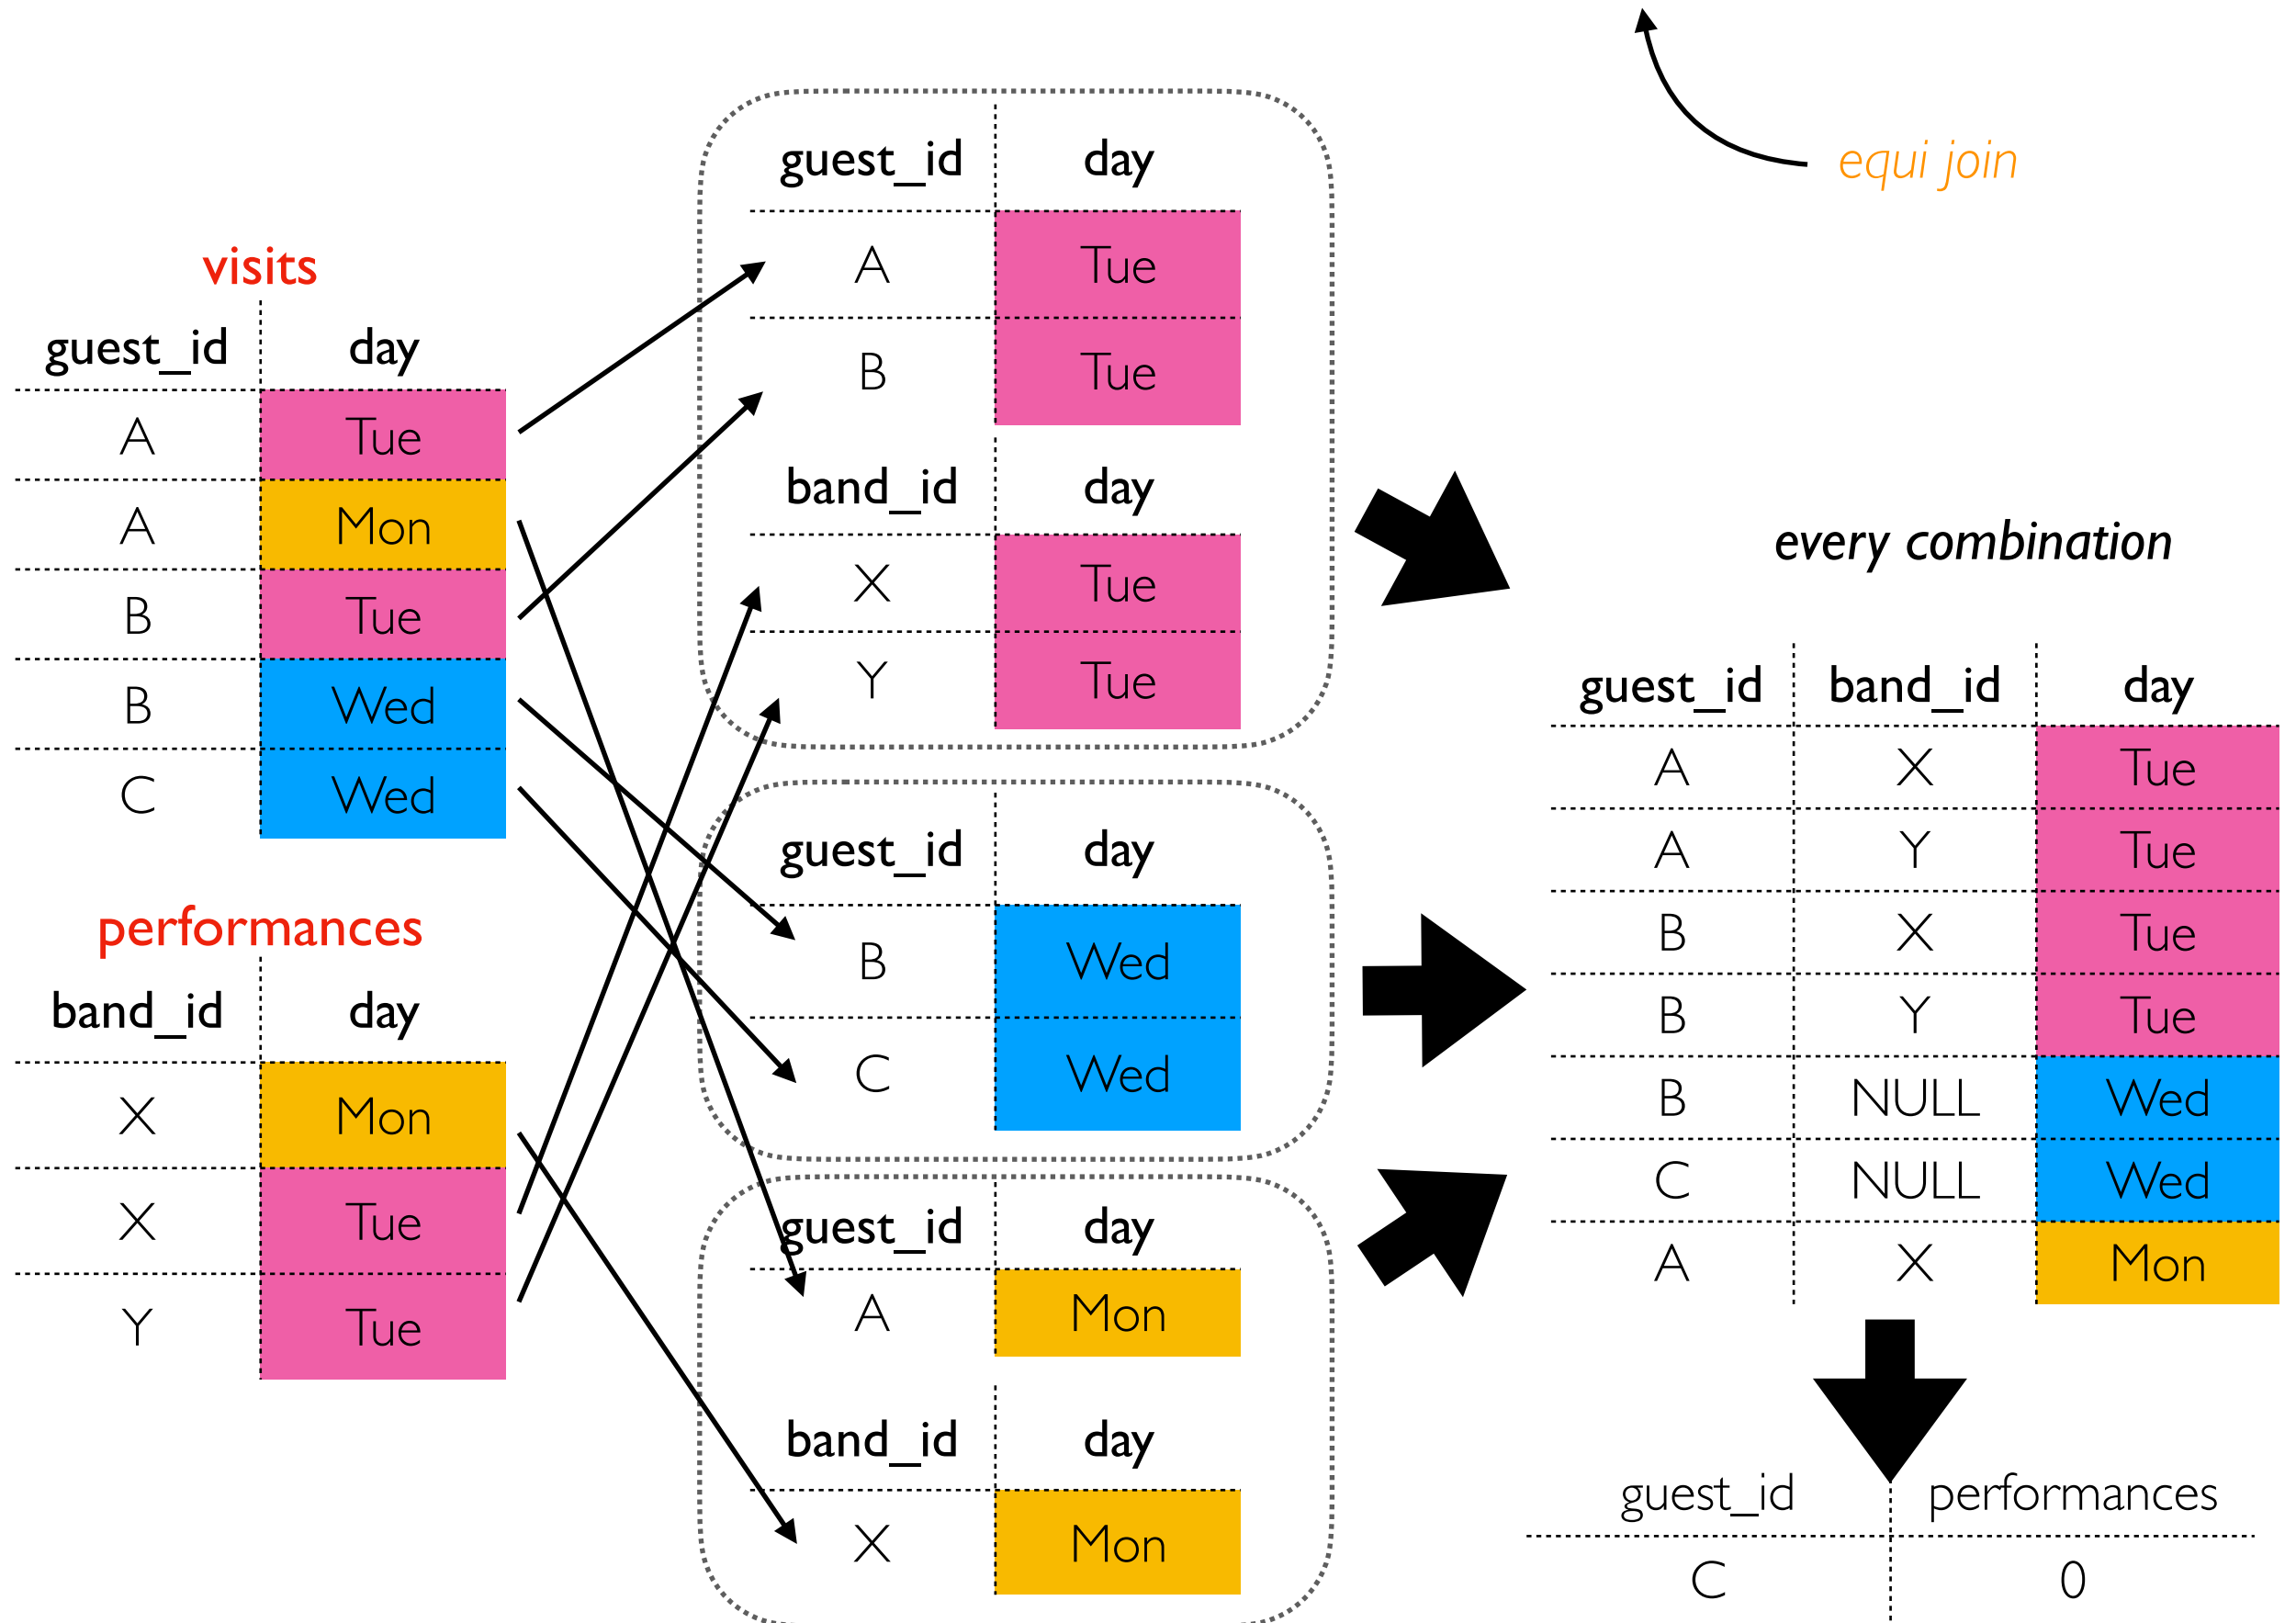 equi join
visits
guest_id day
A Tue
A Mon
B Tue
B Wed
C Wed
performances
band_id day
X Mon
X Tue
Y Tue
guest_id day
A Tue
B Tue
band_id day
X Tue
Y Tue
guest_id day
B Wed
C Wed
guest_id day
A Mon
band_id day
X Mon
every combination
guest_id band_id day
A X Tue
A Y Tue
B X Tue
B Y Tue
B NULL Wed
C NULL Wed
A X Mon
guest_id performances
C 0